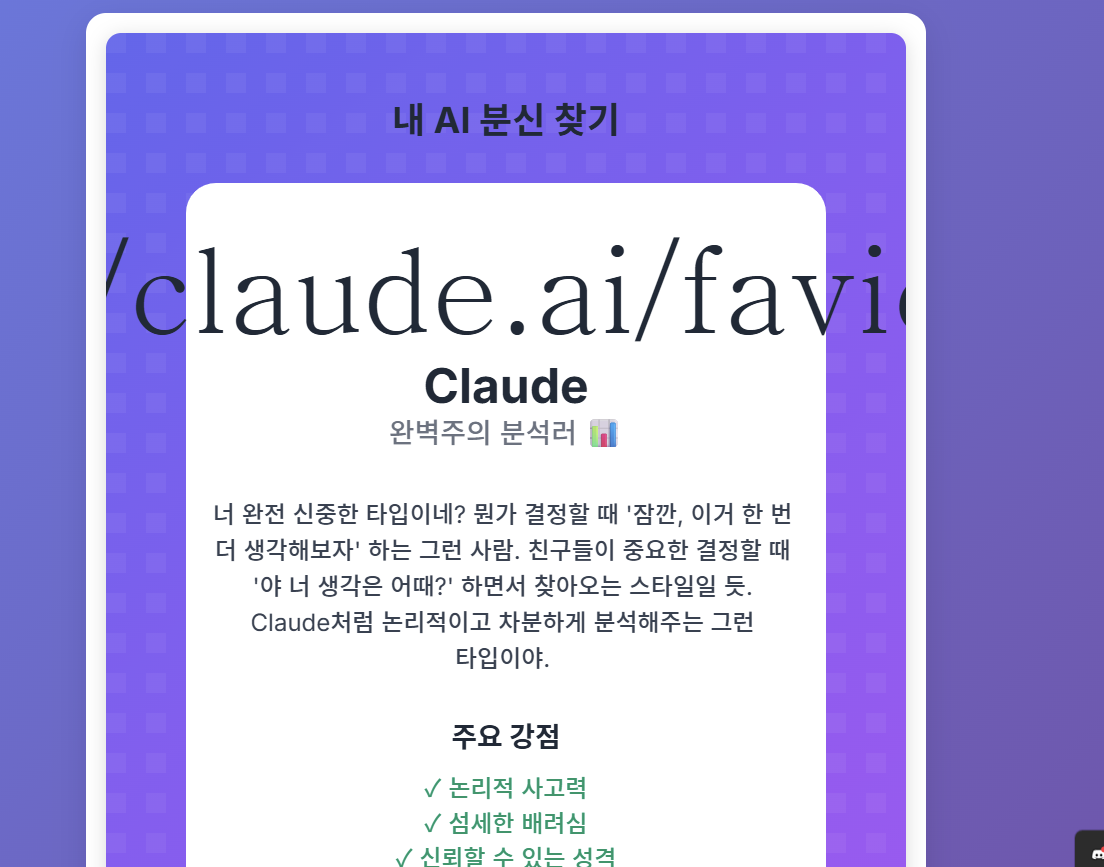 내 AI 분신 찾기
/claude.ai/favic
Claude
완벽주의 분석러
너 완전 신중한 타입이네? 뭔가 결정할 때 '잠깐, 이거 한 번
더 생각해보자' 하는 그런 사람. 친구들이 중요한 결정할 때
'야 너 생각은 어때?' 하면서 찾아오는 스타일일 듯.
Claude처럼 논리적이고 차분하게 분석해주는 그런
타입이야.
주요 강점
✓ 논리적 사고력
✓ 섬세한 배려심
✓ 신뢰할 수 있는 성격